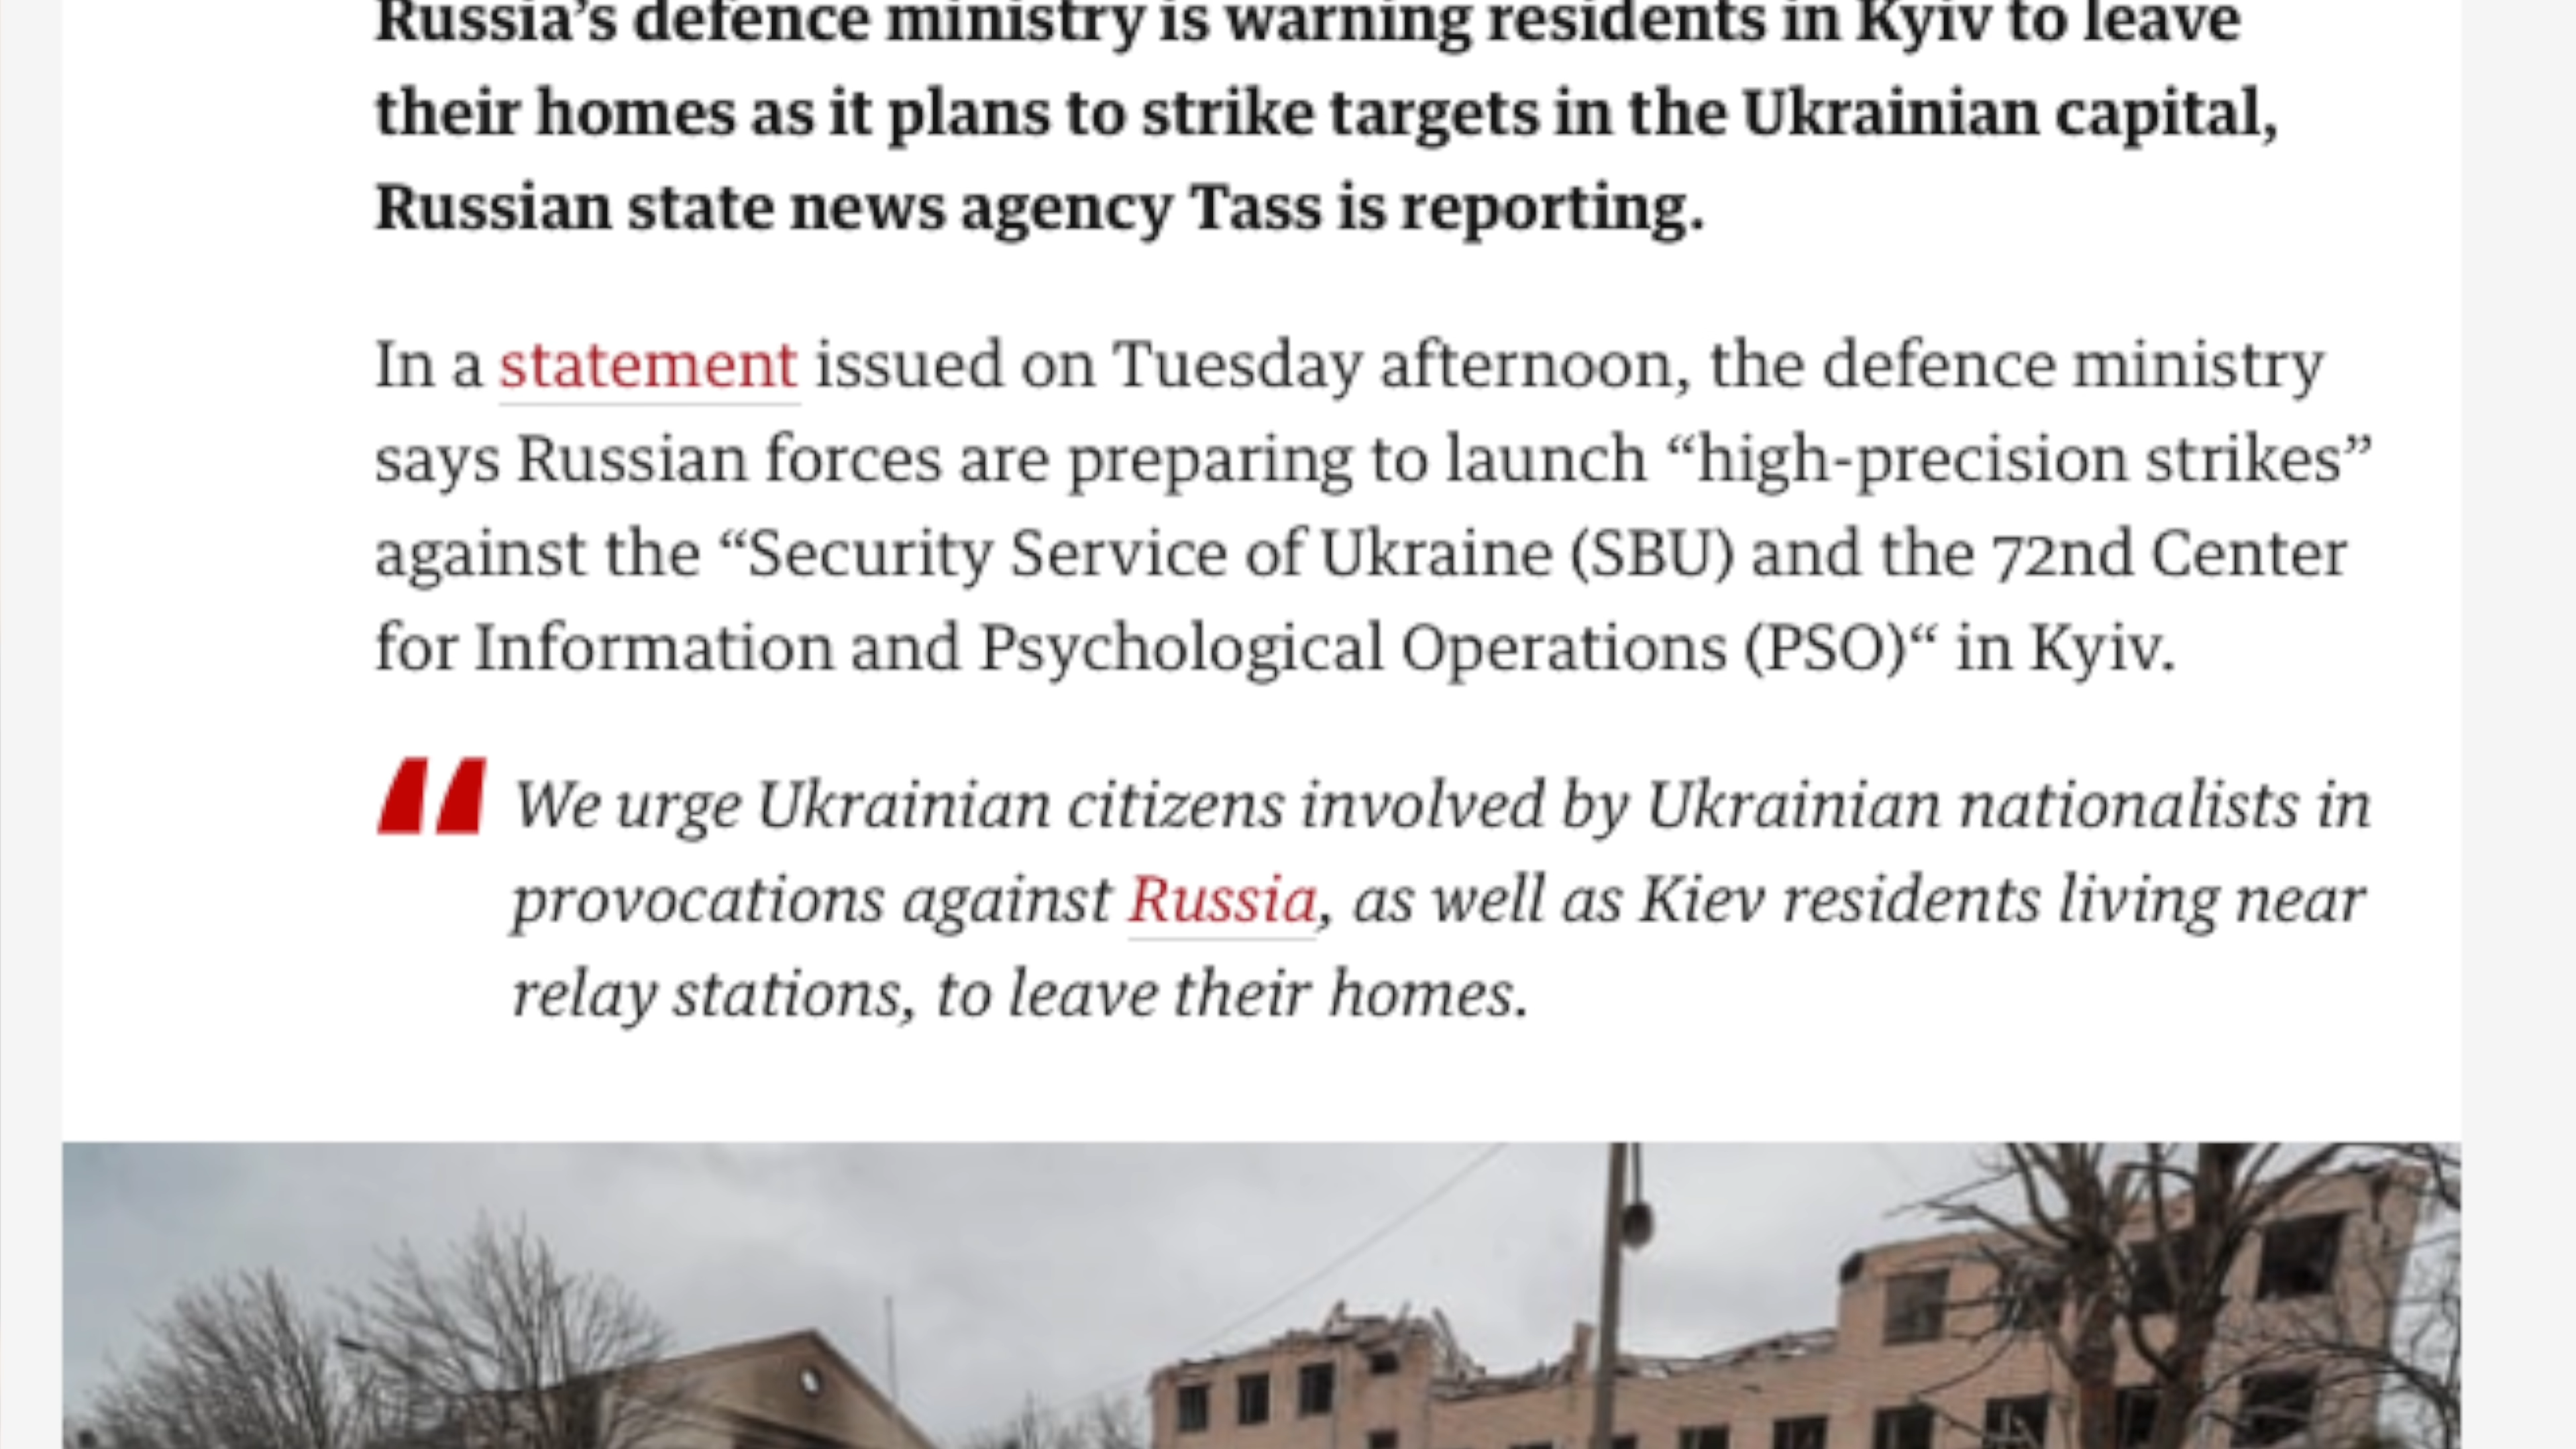 Russia’s defence ministry is warning residents in Kyiv to leave
their homes as it plans to strike targets in the Ukrainian capital,
Russian state news agency Tass is reporting.
In a statement issued on Tuesday afternoon, the defence ministry
says Russian forces are preparing to launch “high-precision strikes”
against the “Security Service of Ukraine (SBU) and the 72nd Center
for Information and Psychological Operations (PSO)“ in Kyiv.
We urge Ukrainian citizens involved by Ukrainian nationalists in
provocations against Russia, as well as Kiev residents living near
relay stations, to leave their homes.